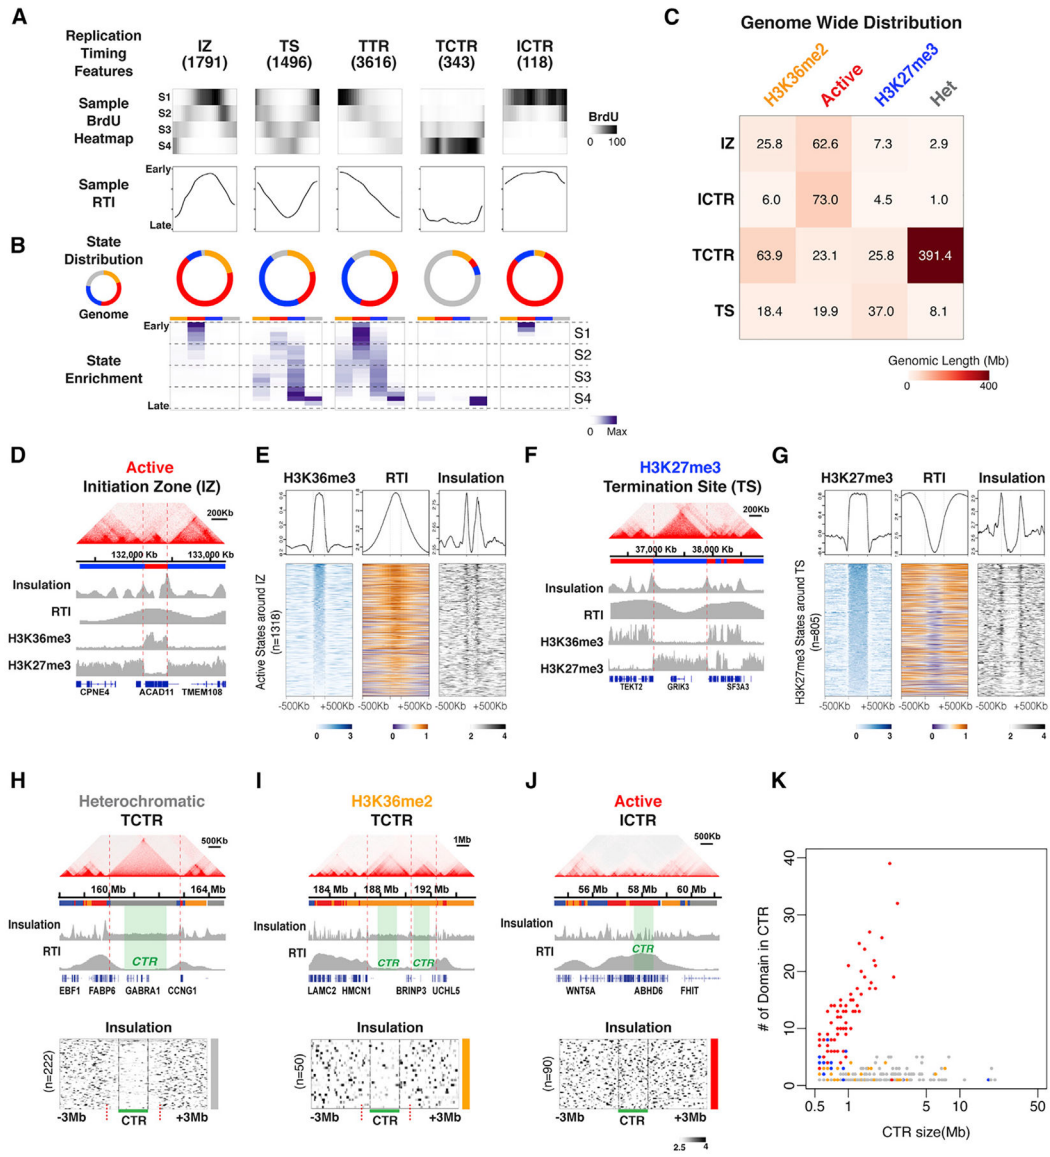 A
Replication Timing Features
IZ (1791)
TS (1496)
TTR (3616)
TCTR (343)
ICTR (118)
Sample BrdU Heatmap
S1
S2
S3
S4
BrdU
0 100
Sample RTI
Early
Late
B
State Distribution
Genome
Early
State Enrichment
Late
S1
S2
S3
S4
0 Max
C
Genome Wide Distribution
H3K36me2 Active H3K27me3 Het
IZ 25.8 62.6 7.3 2.9
ICTR 6.0 73.0 4.5 1.0
TCTR 63.9 23.1 25.8 391.4
TS 18.4 19.9 37.0 8.1
Genomic Length (Mb)
0 400
D
Active
Initiation Zone (IZ)
200Kb
132,000 Kb 133,000 Kb
Insulation
RTI
H3K36me3
H3K27me3
CPNE4 ACAD11 TMEM108
E
H3K36me3 RTI Insulation
Active States around IZ
(n=1318)
-500Kb +500Kb -500Kb +500Kb -500Kb +500Kb
0 3 0 1 2 4
F
H3K27me3
Termination Site (TS)
200Kb
37,000 Kb 38,000 Kb
Insulation
RTI
H3K36me3
H3K27me3
TEKT2 GRIK3 SF3A3
G
H3K27me3 RTI Insulation
H3K27me3 States around TS
(n=805)
-500Kb +500Kb -500Kb +500Kb -500Kb +500Kb
0 3 0 1 2 4
H
Heterochromatic
TCTR
500Kb
160 Mb 164 Mb
Insulation
RTI
CTR
EBF1 FABP6 GABRA1 CCNG1
Insulation
(n=222)
-3Mb CTR +3Mb
I
H3K36me2
TCTR
1Mb
184 Mb 188 Mb 192 Mb
Insulation
RTI
CTR CTR
LAMC2 HMCN1 BRINP3 UCHL5
Insulation
(n=50)
-3Mb CTR +3Mb
J
Active
ICTR
500Kb
56 Mb 58 Mb 60 Mb
Insulation
RTI
CTR
WNT5A ABHD6 FHIT
Insulation
(n=90)
-3Mb CTR +3Mb
2.5 4
K
# of Domain in CTR
40
30
20
10
0
0.5 1 5 10 50
CTR size(Mb)